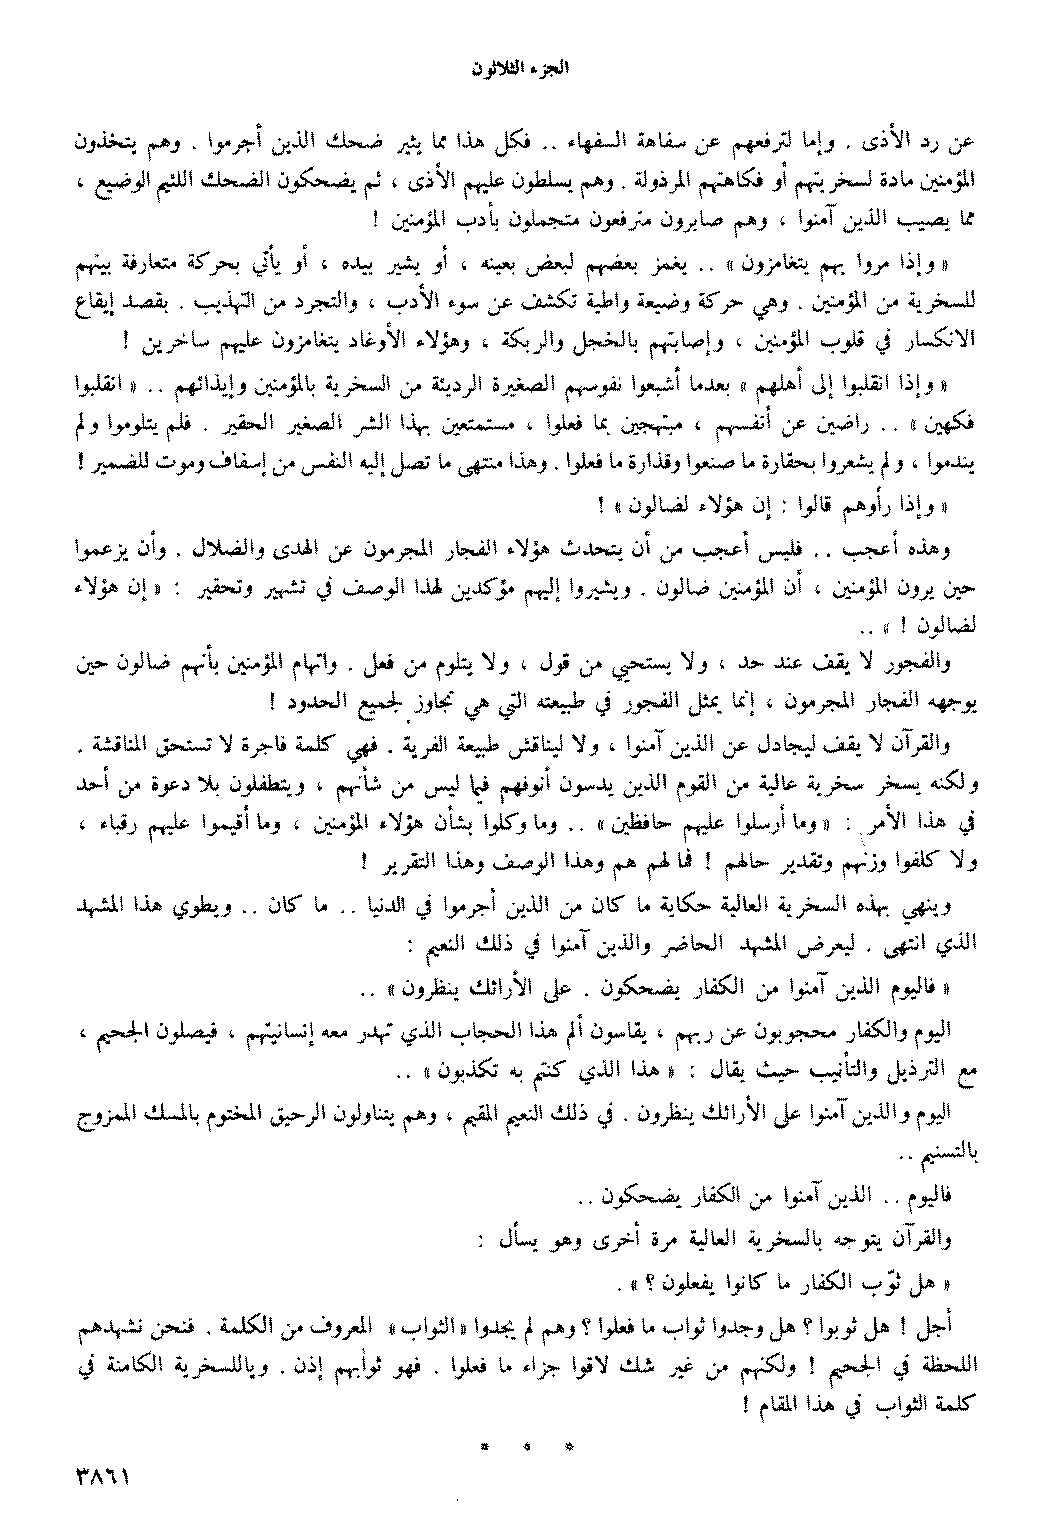 الجزء الثلاثون
عن رد الأذى . وإما لترفعهم عن سفاهة السفهاء .. فكل هذا مما يثير ضحك الذين أجرموا . وهم يتخذون
المؤمنين مادة لسخريتهم أو فكاهتهم المرذولة . وهم يسلطون عليهم الأذى ، ثم يضحكون الضحك اللئيم الوضيع ،
مما يصيب الذين آمنوا ، وهم صابرون مترفعون متجملون بأدب المؤمنين !
« وإذا مروا بهم يتغامزون » .. يغمز بعضهم لبعض بعينه ، أو يشير بيده ، أو يأتي بحركة متعارفة بينهم
للسخرية من المؤمنين . وهي حركة وضيعة واطية تكشف عن سوء الأدب ، والتجرد من التهذيب . بقصد إيقاع
الانكسار في قلوب المؤمنين ، وإصابتهم بالخجل والربكة ، وهؤلاء الأوغاد يتغامزون عليهم ساخرين !
« وإذا انقلبوا إلى أهلهم » بعدما أشبعوا نفوسهم الصغيرة الرديئة من السخرية بالمؤمنين وإيذائهم .. « انقلبوا
فكهين » .. راضين عن أنفسهم ، مبتهجين بما فعلوا ، مستمتعين بهذا الشر الصغير الحقير . فلم يتلوموا ولم
يندموا ، ولم يشعروا بحقارة ما صنعوا وقذارة ما فعلوا . وهذا منتهى ما تصل إليه النفس من إسفاف وموت للضمير !
« وإذا رأوهم قالوا : إن هؤلاء لضالون » !
وهذه أعجب .. فليس أعجب من أن يتحدث هؤلاء الفجار المجرمون عن الهدى والضلال . وأن يزعموا
حين يرون المؤمنين ، أن المؤمنين ضالون . ويشيروا إليهم مؤكدين لهذا الوصف في تشهير وتحقير : « إن هؤلاء
لضالون ! » ..
والفجور لا يقف عند حد ، ولا يستحيي من قول ، ولا يتلوم من فعل . واتهام المؤمنين بأنهم ضالون حين
يوجهه الفجار المجرمون ، إنما يمثل الفجور في طبيعته التي هي تجاوز لجميع الحدود !
والقرآن لا يقف ليجادل عن الذين آمنوا ، ولا ليناقش طبيعة الفرية . فهي كلمة فاجرة لا تستحق المناقشة .
ولكنه يسخر سخرية عالية من القوم الذين يدسون أنوفهم فيما ليس من شأنهم ، ويتطفلون بلا دعوة من أحد
في هذا الأمر : « وما أرسلوا عليهم حافظين » .. وما وكلوا بشأن هؤلاء المؤمنين ، وما أقيموا عليهم رقباء ،
ولا كلفوا وزنهم وتقدير حالهم ! فما لهم هم وهذا الوصف وهذا التقرير !
وينهي بهذه السخرية العالية حكاية ما كان من الذين أجرموا في الدنيا .. ما كان .. ويطوي هذا المشهد
الذي انتهى . ليعرض المشهد الحاضر والذين آمنوا في ذلك النعيم :
« فاليوم الذين آمنوا من الكفار يضحكون . على الأرائك ينظرون » ..
اليوم والكفار محجوبون عن ربهم ، يقاسون ألم هذا الحجاب الذي تهدر معه إنسانيتهم ، فيصلون الجحيم ،
مع الترذيل والتأنيب حيث يقال : « هذا الذي كنتم به تكذبون » ..
اليوم والذين آمنوا على الأرائك ينظرون . في ذلك النعيم المقيم ، وهم يتناولون الرحيق المختوم بالمسك الممزوج
بالتسنيم ..
فاليوم .. الذين آمنوا من الكفار يضحكون ..
والقرآن يتوجه بالسخرية العالية مرة أخرى وهو يسأل :
« هل ثوّب الكفار ما كانوا يفعلون ؟ » .
أجل ! هل ثوبوا ؟ هل وجدوا ثواب ما فعلوا ؟ وهم لم يجدوا «الثواب» المعروف من الكلمة . فنحن نشهدهم
اللحظة في الجحيم ! ولكنهم من غير شك لاقوا جزاء ما فعلوا . فهو ثوابهم إذن . وياللسخرية الكامنة في
كلمة الثواب في هذا المقام !
* * *
٣٨٦١